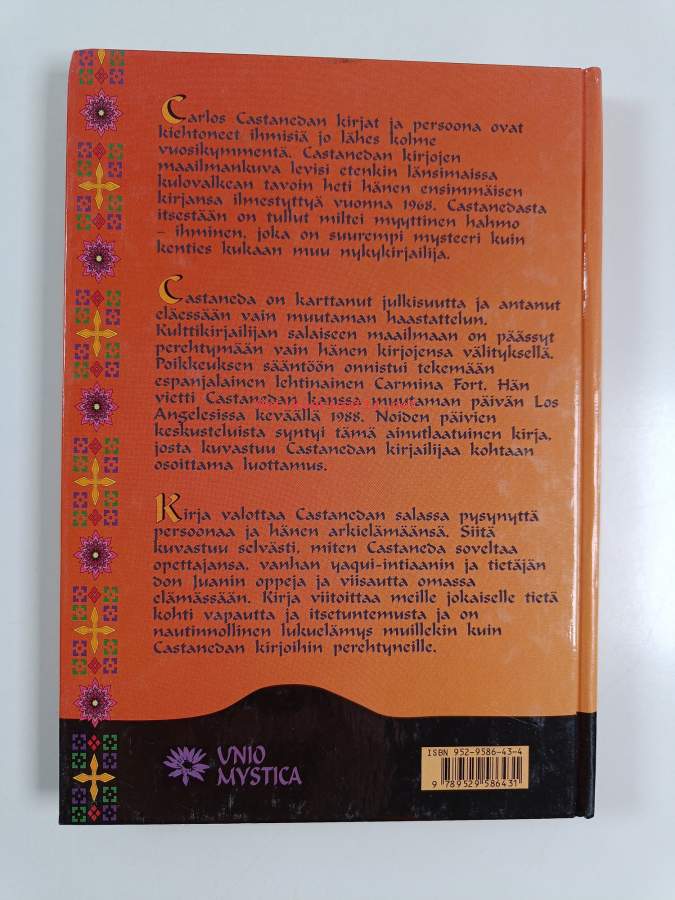 Carlos Castanedan kirjat ja persoona ovat
kiehtoneet ihmisiä jo lähes kolme
vuosikymmentä. Castanedan kirjojen
maailmankuva levisi etenkin länsimaissa
kulovalkean tavoin heti hänen ensimmäisen
kirjansa ilmestyttyä vuonna 1968. Castanedasta
itsestään on tullut miltei myyttinen hahmo
– ihminen, joka on suurempi mysteeri kuin
kenties kukaan muu nykykirjailija.
Castaneda on karttanut julkisuutta ja antanut
eläessään vain muutaman haastattelun.
Kulttikirjailijan salaiseen maailmaan on päässyt
perehtymään vain hänen kirjojensa välityksellä.
Poikkeuksen sääntöön onnistui tekemään
espanjalainen lehtinainen Carmina Fort. Hän
vietti Castanedan kanssa muutaman päivän Los
Angelesissa keväällä 1988. Noiden päivien
keskusteluista syntyi tämä ainutlaatuinen kirja,
josta kuvastuu Castanedan kirjailijaa kohtaan
osoittama luottamus.
Kirja valottaa Castanedan salassa pysynyttä
persoonaa ja hänen arkielämäänsä. Siitä
kuvastuu selvästi, miten Castaneda soveltaa
opettajansa, vanhan yaqui-intiaanin ja tietäjän
don Juanin oppeja ja viisautta omassa
elämässään. Kirja viitoittaa meille jokaiselle tietä
kohti vapautta ja itsetuntemusta ja on
nautinnollinen lukuelämys muillekin kuin
Castanedan kirjoihin perehtyneille.
UNIO
MYSTICA
ISBN 952-9586-43-4
9 789529 586431